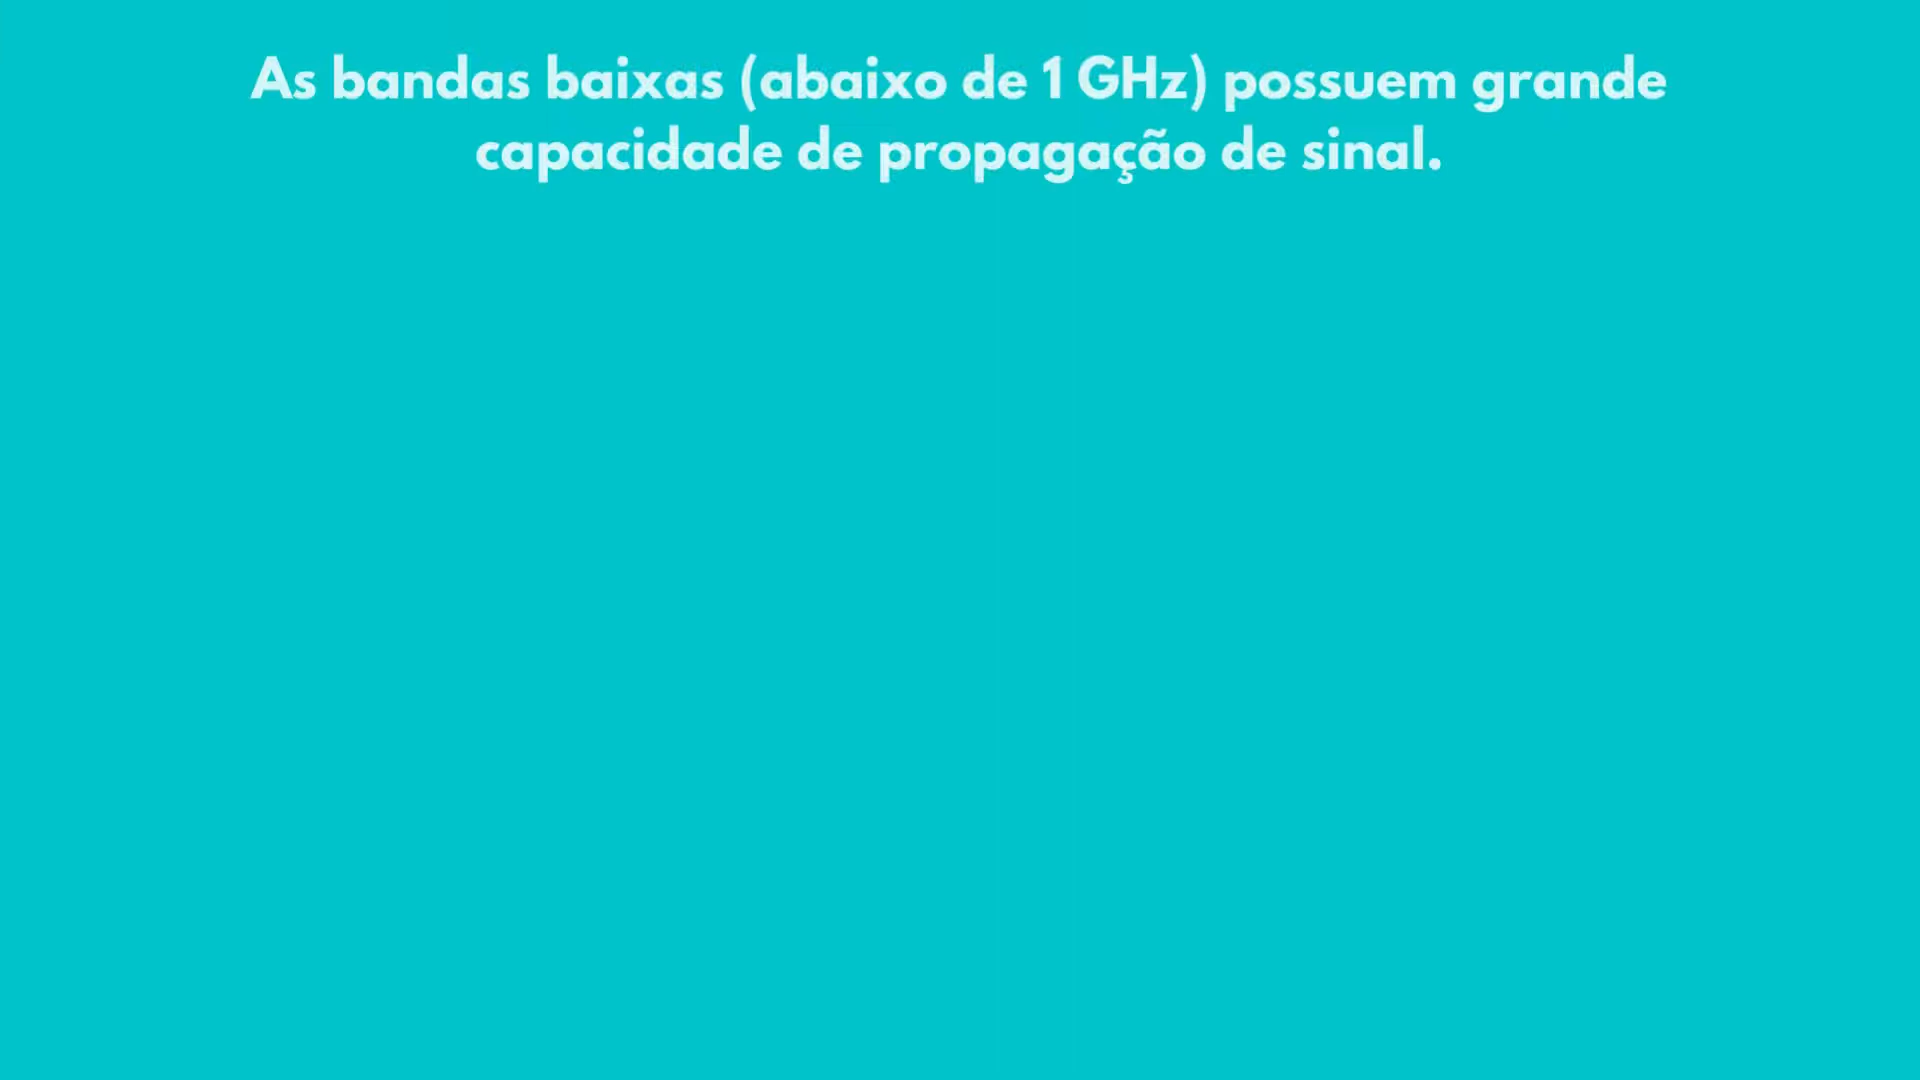 As bandas baixas (abaixo de 1 GHz) possuem grande
capacidade de propagação de sinal.